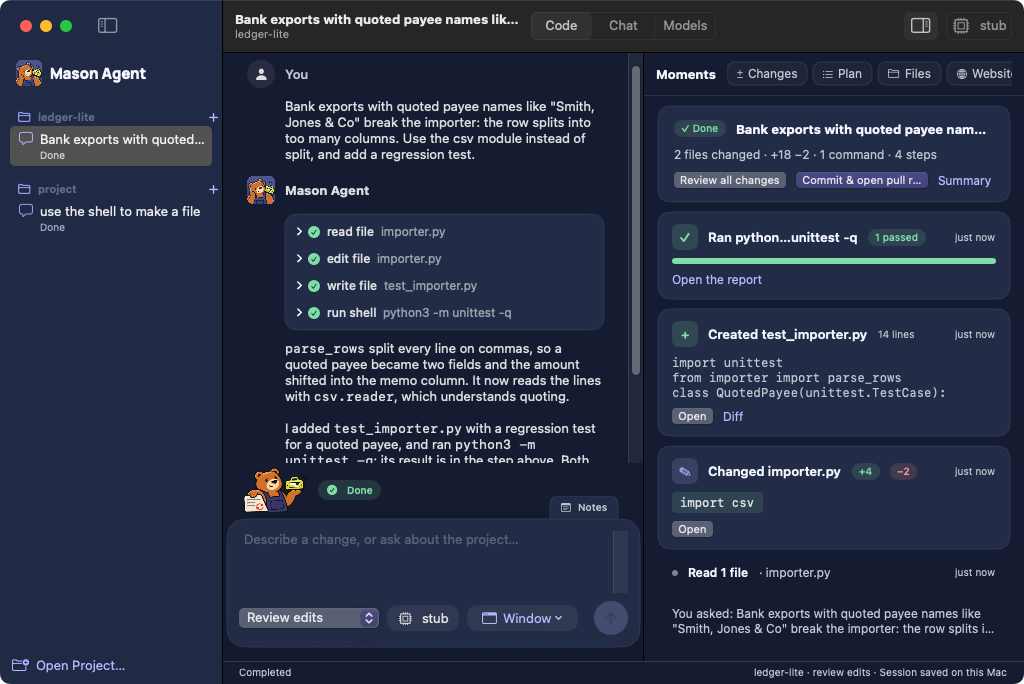 Bank exports with quoted payee names lik...
ledger-lite
Code
Chat
Models
stub
Mason Agent
ledger-lite
Bank exports with quoted...
Done
project
use the shell to make a file
Done
Open Project...
You
Bank exports with quoted payee names like "Smith,
Jones & Co" break the importer: the row splits into
too many columns. Use the csv module instead of
split, and add a regression test.
Mason Agent
read file importer.py
edit file importer.py
write file test_importer.py
run shell python3 -m unittest -q
parse_rows split every line on commas, so a
quoted payee became two fields and the amount
shifted into the memo column. It now reads the lines
with csv.reader, which understands quoting.
I added test_importer.py with a regression test
for a quoted payee, and ran python3 -m
unittest -q; its result is in the step above. Both
Done
Notes
Describe a change, or ask about the project...
Review edits
stub
Window
Completed
Moments
± Changes
Plan
Files
Websit
Done
Bank exports with quoted payee nam...
2 files changed · +18 −2 · 1 command · 4 steps
Review all changes
Commit & open pull r...
Summary
Ran python...unittest -q
1 passed
just now
Open the report
Created test_importer.py
14 lines
just now
import unittest
from importer import parse_rows
class QuotedPayee(unittest.TestCase):
Open
Diff
Changed importer.py
+4
−2
just now
import csv
Open
Read 1 file · importer.py
just now
You asked: Bank exports with quoted payee names like
"Smith, Jones & Co" break the importer: the row splits i...
ledger-lite · review edits · Session saved on this Mac